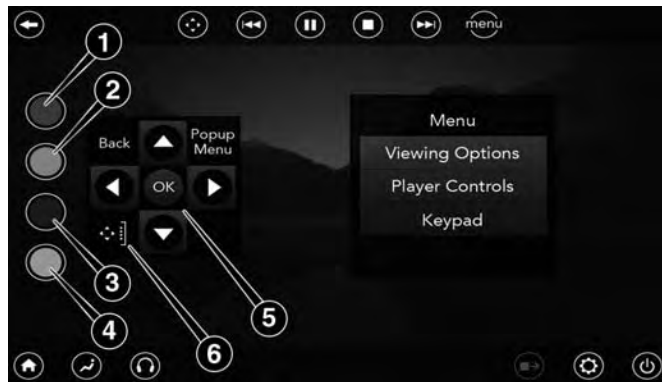 menu
1
2
Back
Popup
Menu
OK
3
4
5
6
Menu
Viewing Options
Player Controls
Keypad